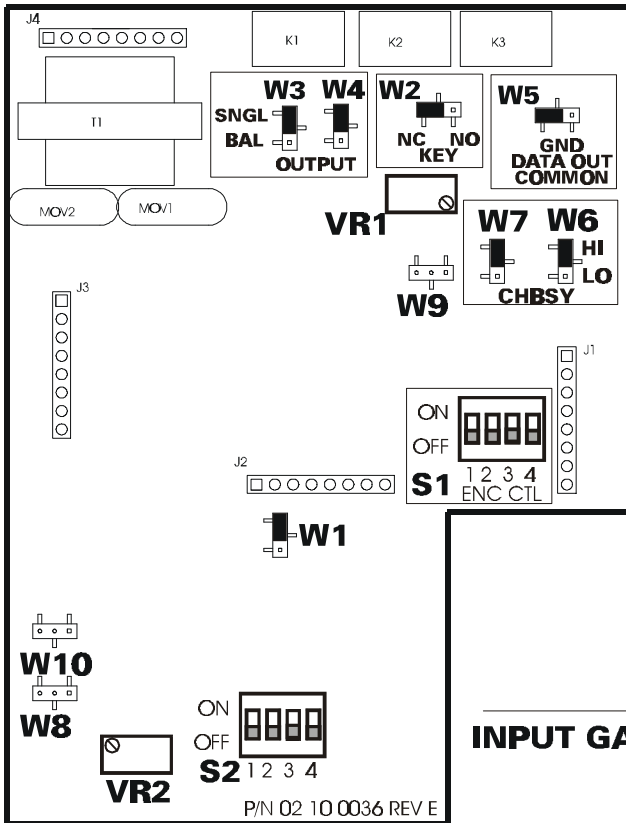 J4
K1
K2
K3
W3 W4
SNGL
BAL
OUTPUT
W2
NC NO
KEY
W5
GND
DATA OUT
COMMON
T1
MOV2
MOV1
VR1
W7 W6
HI
LO
CHBSY
W9
J3
J1
ON
OFF
S1
1 2 3 4
ENC CTL
J2
W1
W10
W8
ON
OFF
S2
1 2 3 4
VR2
P/N 02 10 0036 REV E
INPUT GA